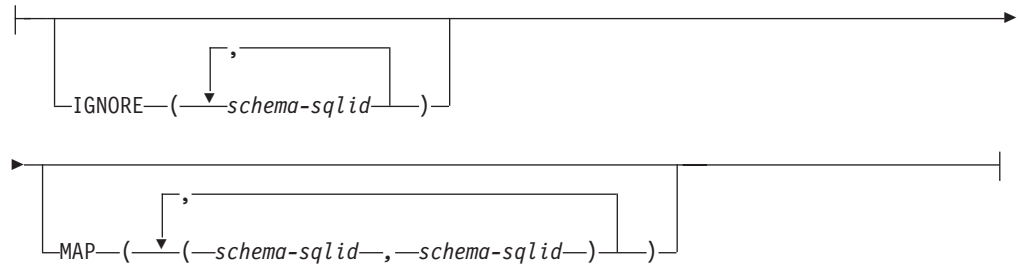 ,
IGNORE ( schema-sqlid )
,
MAP ( ( schema-sqlid , schema-sqlid ) )